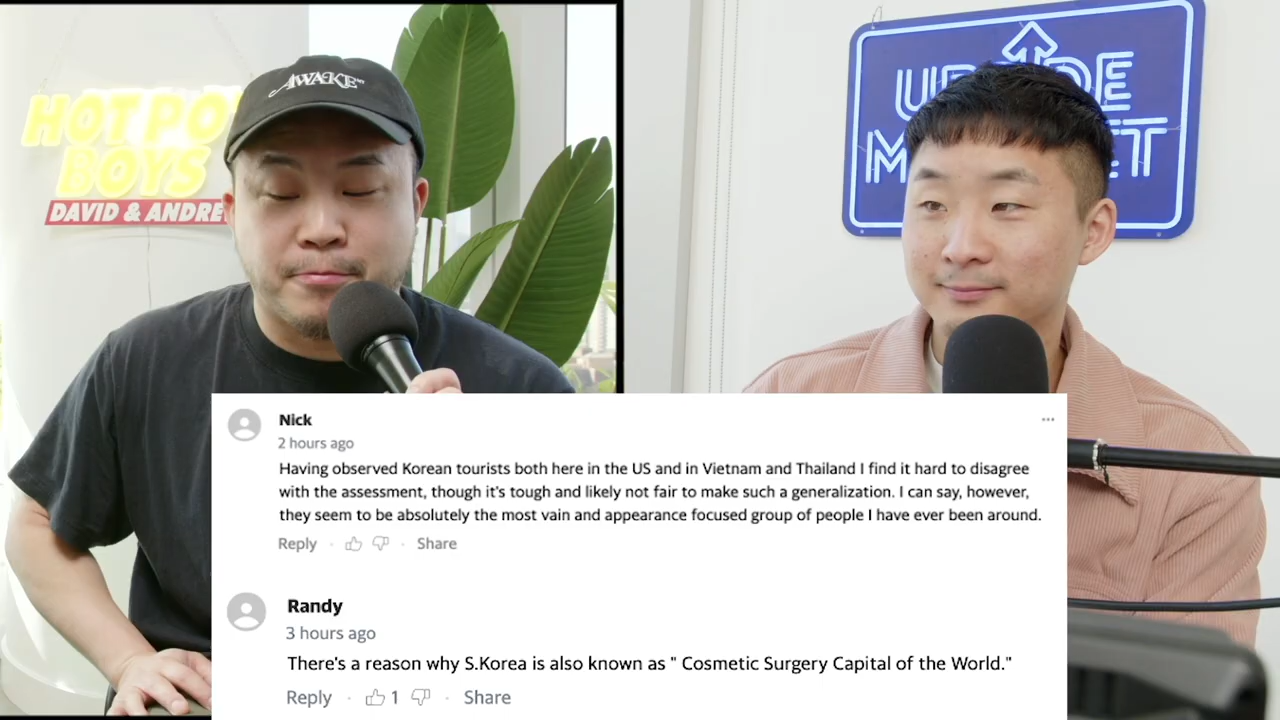 AWAKE
HOT PO
BOYS
DAVID & ANDRE
Nick
2 hours ago
Having observed Korean tourists both here in the US and in Vietnam and Thailand I find it hard to disagree
with the assessment, though it's tough and likely not fair to make such a generalization. I can say, however,
they seem to be absolutely the most vain and appearance focused group of people I have ever been around.
Reply · · Share
Randy
3 hours ago
There's a reason why S.Korea is also known as " Cosmetic Surgery Capital of the World."
Reply · 1 · Share